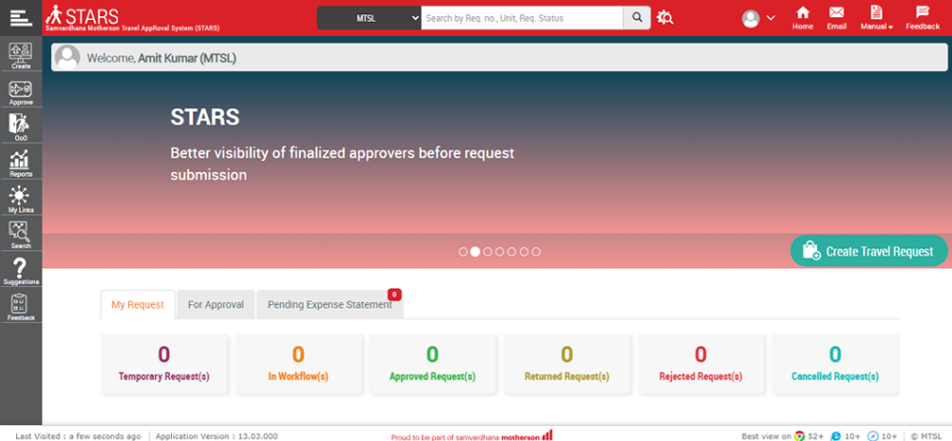 STARS
Samvardhana Motherson Travel AppRoval System (STARS)
MTSL
Search by Req. no., Unit, Req. Status
Home
Email
Manual
Feedback
Create
Approve
OoD
Reports
My Links
Search
Suggestions
Feedback
Welcome, Amit Kumar (MTSL)
STARS
Better visibility of finalized approvers before request
submission
Create Travel Request
My Request
For Approval
Pending Expense Statement
0
0
Temporary Request(s)
0
In Workflow(s)
0
Approved Request(s)
0
Returned Request(s)
0
Rejected Request(s)
0
Cancelled Request(s)
Last Visited : a few seconds ago | Application Version : 13.03.000
Proud to be part of samvardhana motherson
Best view on 52+ 10+ 10+ | © MTSL